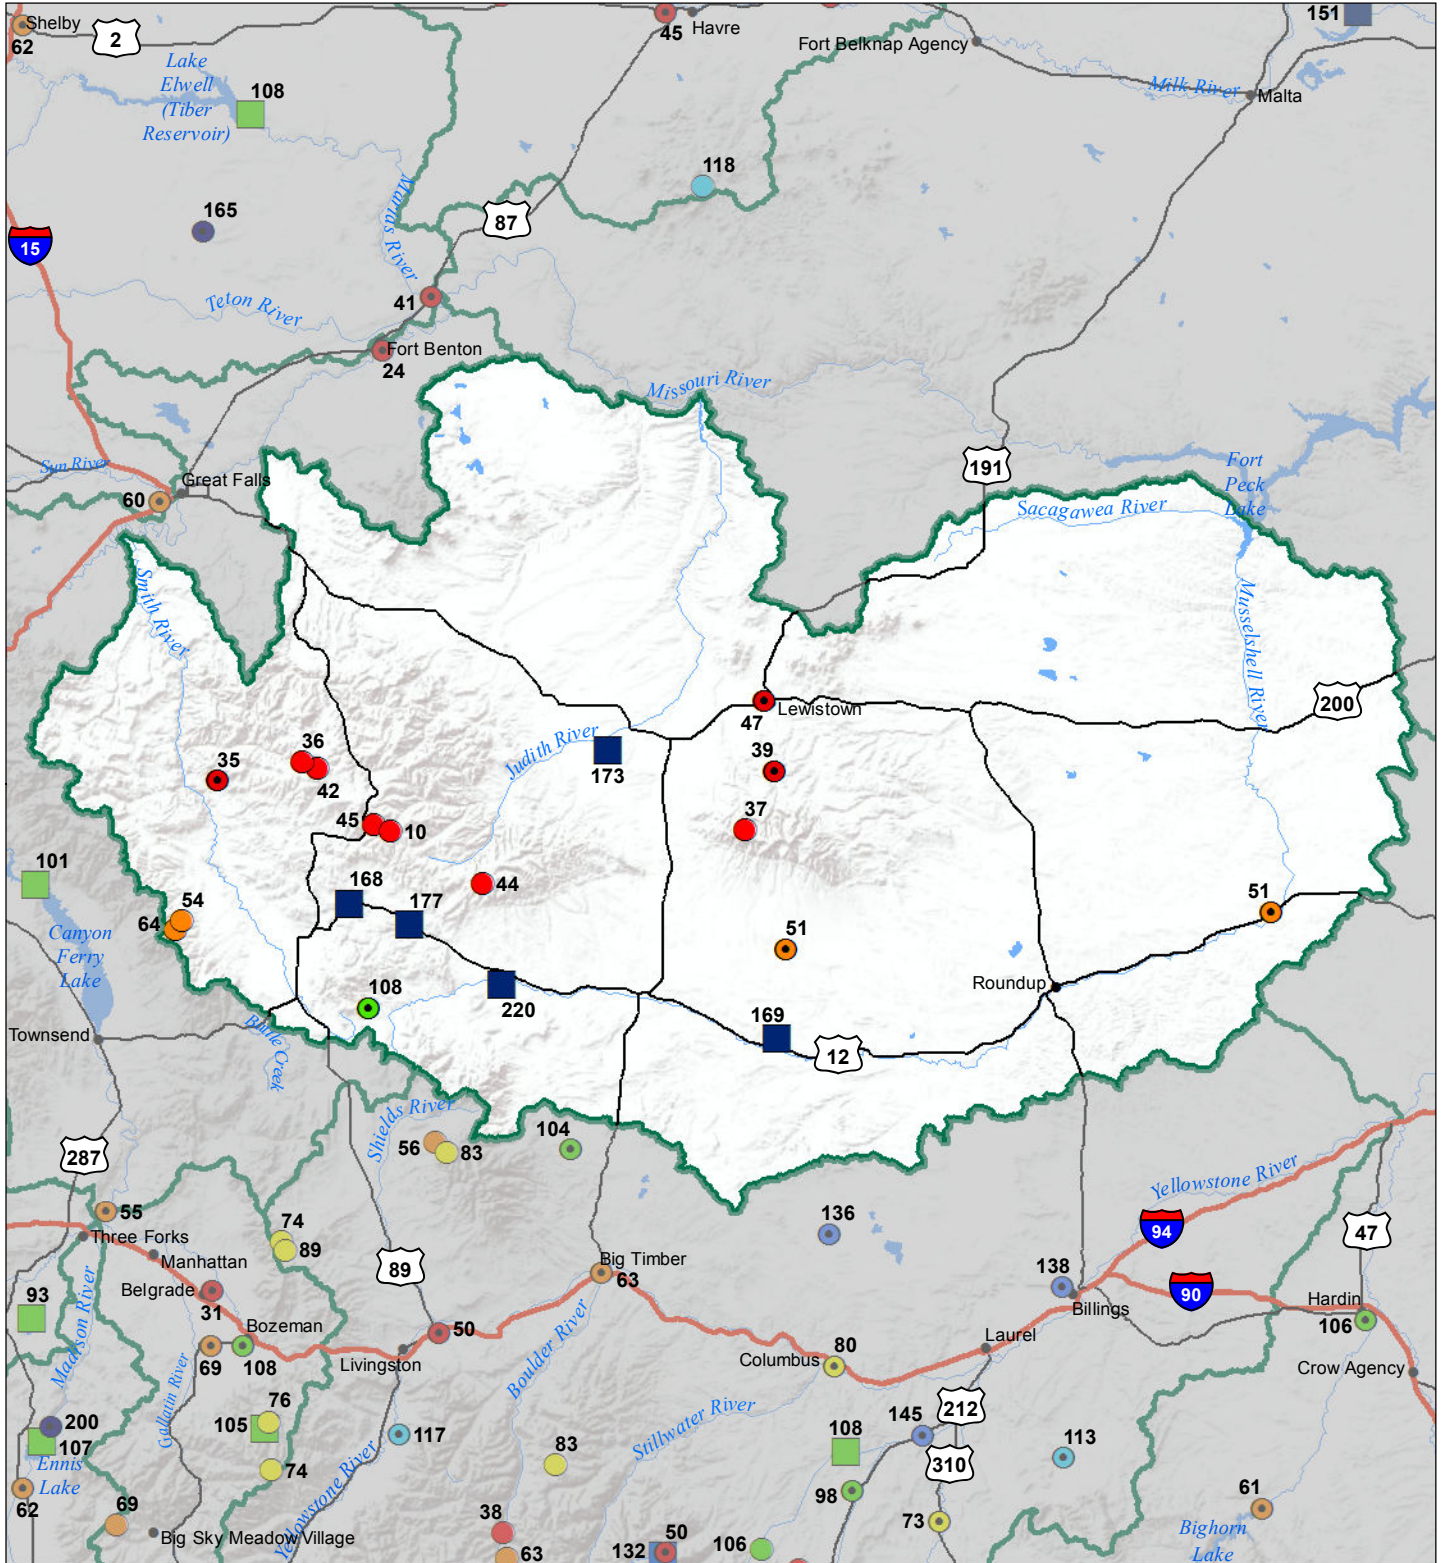 Shelby
62
2
45
Havre
Fort Belknap Agency
151
Lake
Elwell
(Tiber
Reservoir)
108
Milk River
Malta
118
165
Marias River
87
15
Teton River
41
Fort Benton
24
Missouri River
191
Fort
Peck
Lake
Sun River
Great Falls
60
Sacagawea River
Smith River
Musselshell River
200
47
Lewistown
Judith River
173
36
42
35
39
37
45
10
168
44
177
101
54
64
51
51
Canyon
Ferry
Lake
Roundup
108
220
169
12
Townsend
Battle Creek
Shields River
56
83
104
287
Yellowstone River
55
Three Forks
74
89
Manhattan
136
94
47
89
Big Timber
63
138
Billings
90
Hardin
106
93
Belgrade
31
Madison River
Bozeman
69
108
50
Livingston
Boulder River
Laurel
80
Columbus
Crow Agency
Gallatin River
76
105
200
107
Ennis
Lake
117
Stillwater River
212
145
108
113
310
83
74
62
Yellowstone River
98
69
Big Sky Meadow Village
38
63
132
50
106
73
61
Bighorn
Lake